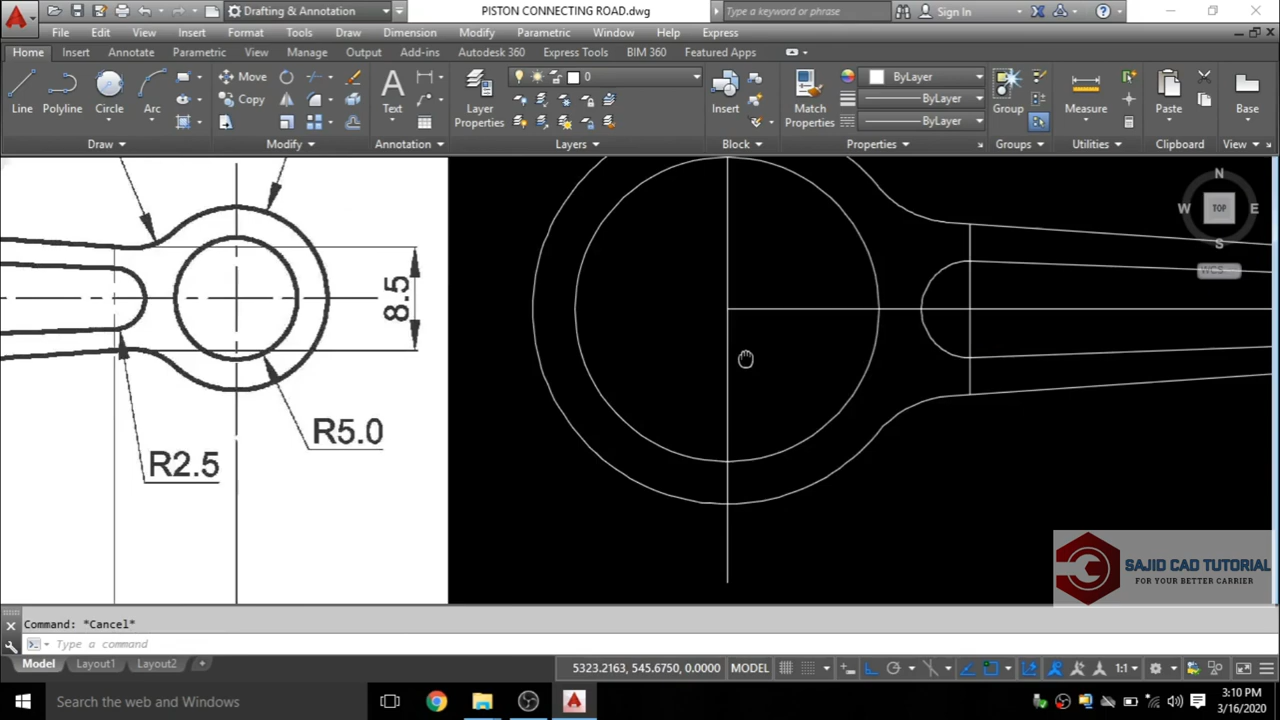 Drafting & Annotation
PISTON CONNECTING ROAD.dwg
Type a keyword or phrase
Sign In
File Edit View Insert Format Tools Draw Dimension Modify Parametric Window Help Express
Home Insert Annotate Parametric View Manage Output Add-ins Autodesk 360 Express Tools BIM 360 Featured Apps
Line
Polyline
Circle
Arc
Move
Copy
Text
Layer
Properties
0
Insert
Match
Properties
ByLayer
ByLayer
ByLayer
Group
Measure
Paste
Base
Draw
Modify
Annotation
Layers
Block
Properties
Groups
Utilities
Clipboard
View
N
W TOP E
S
WCS
8.5
R5.0
R2.5
SAJID CAD TUTORIAL
FOR YOUR BETTER CARRIER
Command: *Cancel*
Type a command
Model Layout1 Layout2 +
5323.2163, 545.6750, 0.0000 MODEL
1:1
Search the web and Windows
3:10 PM
3/16/2020